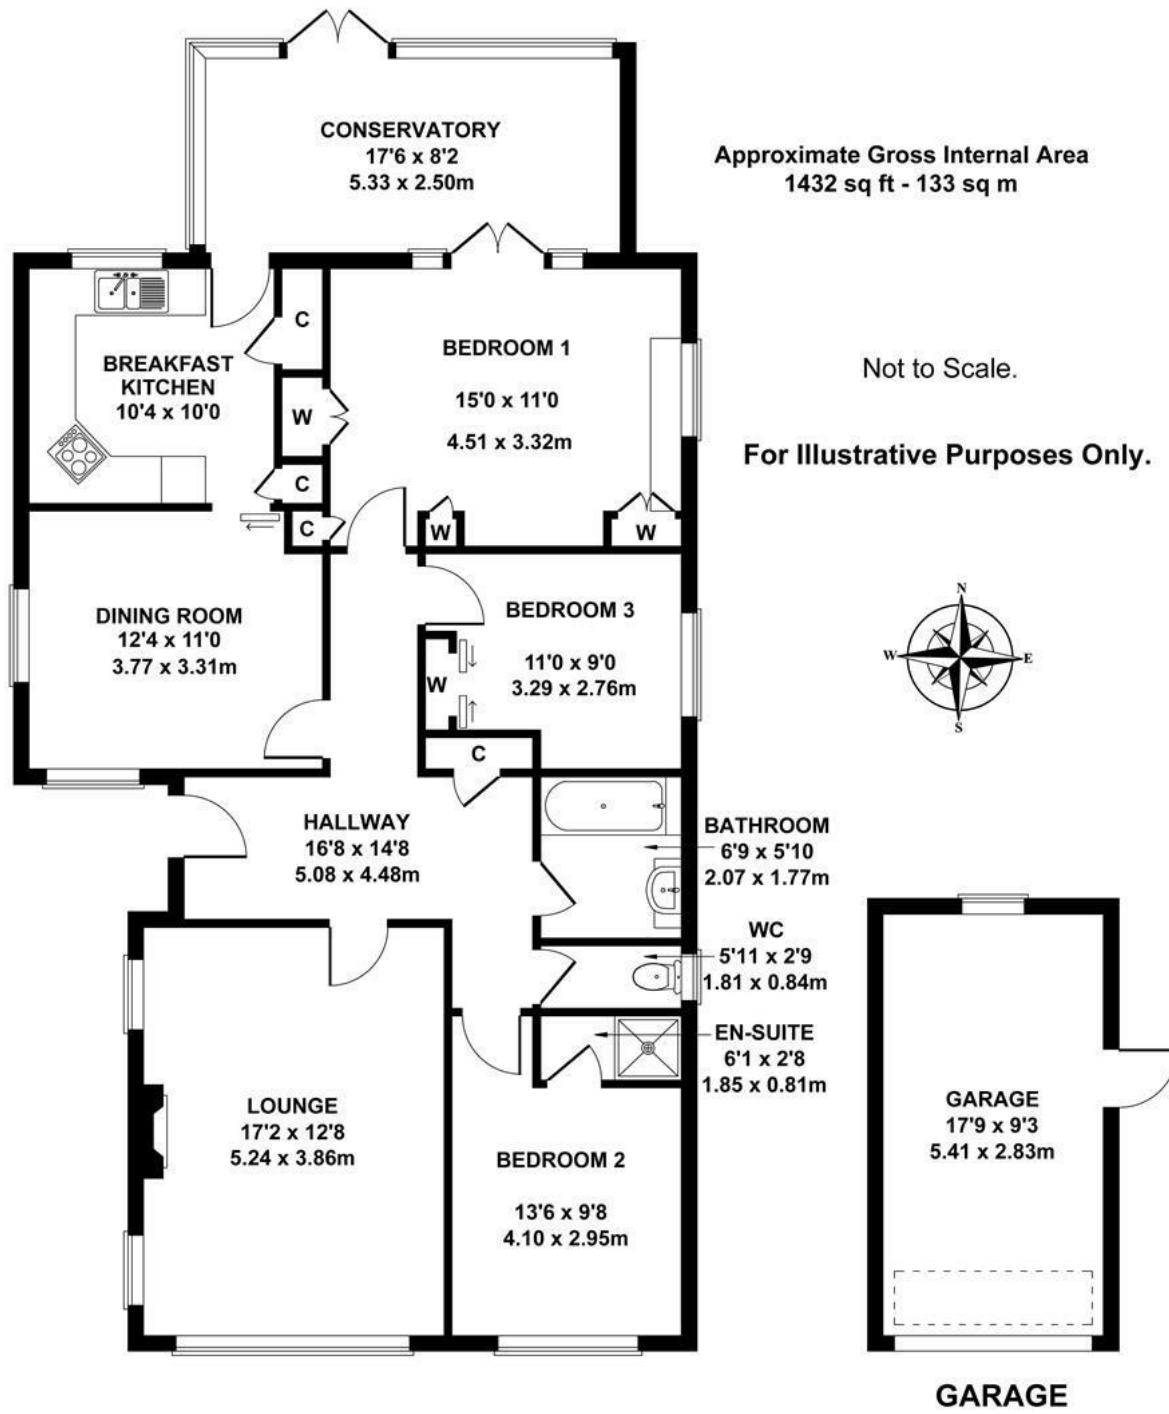 CONSERVATORY
17'6 x 8'2
5.33 x 2.50m
Approximate Gross Internal Area
1432 sq ft - 133 sq m
C
BREAKFAST
KITCHEN
10'4 x 10'0
BEDROOM 1
15'0 x 11'0
4.51 x 3.32m
Not to Scale.
For Illustrative Purposes Only.
W
C
C
W
W
DINING ROOM
12'4 x 11'0
3.77 x 3.31m
BEDROOM 3
11'0 x 9'0
3.29 x 2.76m
W
C
N
W
E
S
HALLWAY
16'8 x 14'8
5.08 x 4.48m
BATHROOM
6'9 x 5'10
2.07 x 1.77m
WC
5'11 x 2'9
1.81 x 0.84m
EN-SUITE
6'1 x 2'8
1.85 x 0.81m
LOUNGE
17'2 x 12'8
5.24 x 3.86m
BEDROOM 2
13'6 x 9'8
4.10 x 2.95m
GARAGE
17'9 x 9'3
5.41 x 2.83m
GARAGE